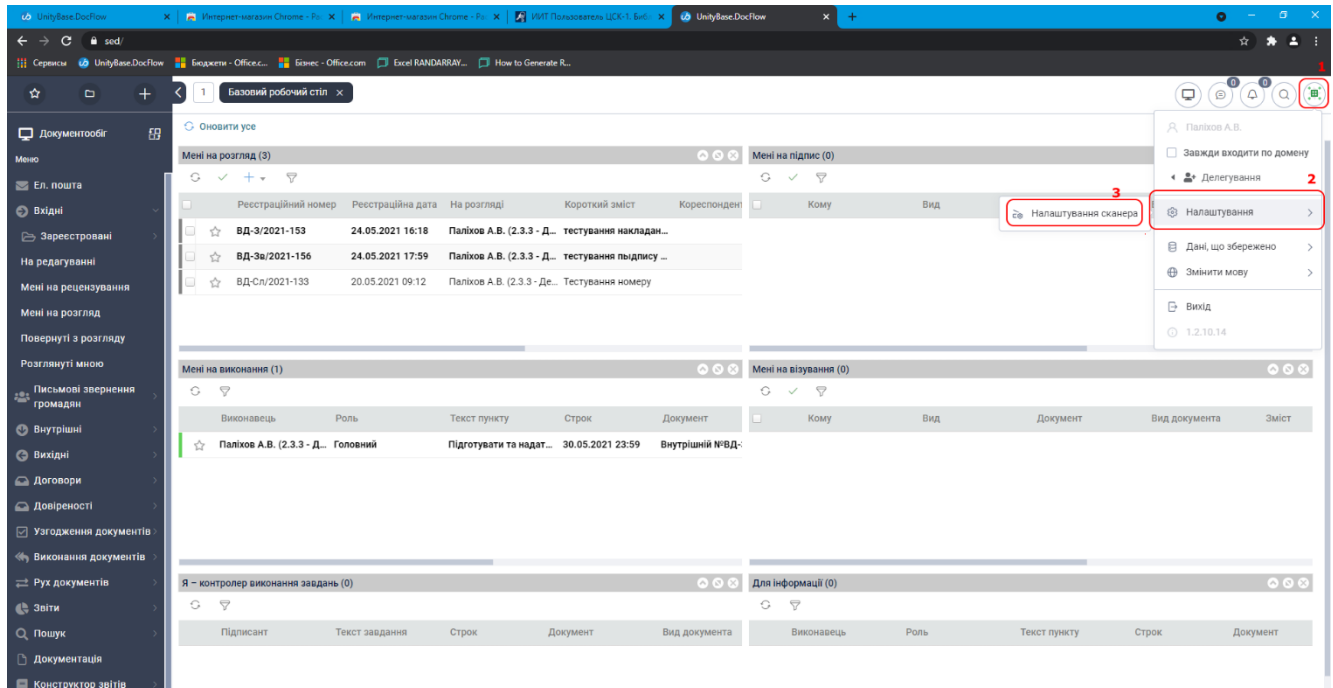 UnityBase.DocFlow
Интернет-магазин Chrome - Ра
Интернет-магазин Chrome - Ра
ИИТ Пользователь ЦСК-1. Библ
UnityBase.DocFlow
sed/
Сервисы UnityBase.DocFlow Бюджети - Office.c... Бізнес - Office.com Excel RANDARRAY... How to Generate R...
1
1 Базовий робочий стіл
0 0
Документообіг
Оновити усе
Паліхов А.В.
Меню
Мені на розгляд (3)
Мені на підпис (0)
Завжди входити по домену
Ел. пошта
Делегування
2
Вхідні
Реєстраційний номер Реєстраційна дата На розгляді Короткий зміст Кореспондент
Кому Вид
3
Налаштування сканера
Налаштування
Зареєстровані
ВД-3/2021-153 24.05.2021 16:18 Паліхов А.В. (2.3.3 - Д... тестування накладан...
На редагуванні
ВД-Зв/2021-156 24.05.2021 17:59 Паліхов А.В. (2.3.3 - Д... тестування пыдпису ...
Дані, що збережено
Мені на рецензування
ВД-Сл/2021-133 20.05.2021 09:12 Паліхов А.В. (2.3.3 - Де... Тестування номеру
Змінити мову
Мені на розгляд
Вихід
Повернуті з розгляду
1.2.10.14
Розглянуті мною
Мені на виконання (1)
Мені на візування (0)
Письмові звернення
громадян
Внутрішні
Виконавець Роль Текст пункту Строк Документ
Кому Вид Документ Вид документа Зміст
Вихідні
Паліхов А.В. (2.3.3 - Д... Головний Підготувати та надат... 30.05.2021 23:59 Внутрішній №ВД-
Договори
Довіреності
Узгодження документів
Виконання документів
Рух документів
Я – контролер виконання завдань (0)
Для інформації (0)
Звіти
Пошук
Підписант Текст завдання Строк Документ Вид документа
Виконавець Роль Текст пункту Строк Документ
Документація
Конструктор звітів